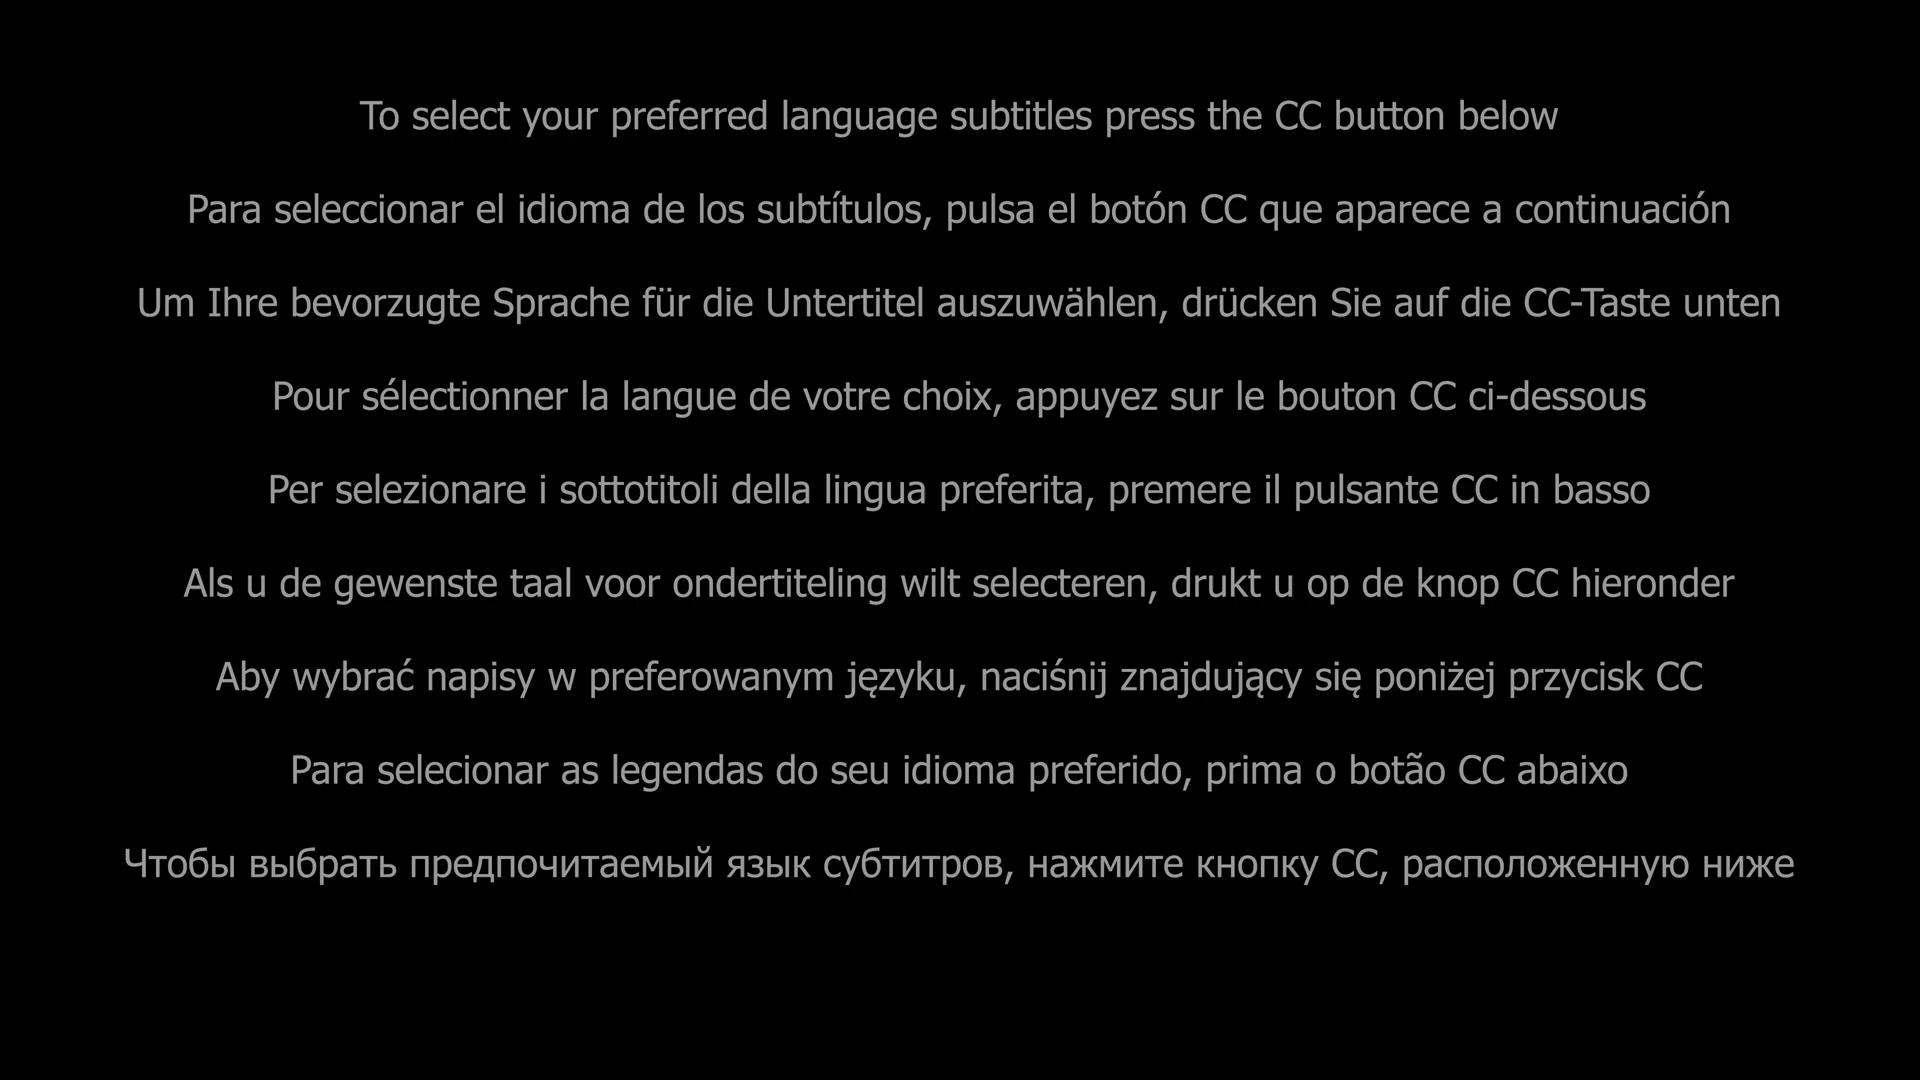 To select your preferred language subtitles press the CC button below
Para seleccionar el idioma de los subtítulos, pulsa el botón CC que aparece a continuación
Um Ihre bevorzugte Sprache für die Untertitel auszuwählen, drücken Sie auf die CC-Taste unten
Pour sélectionner la langue de votre choix, appuyez sur le bouton CC ci-dessous
Per selezionare i sottotitoli della lingua preferita, premere il pulsante CC in basso
Als u de gewenste taal voor ondertiteling wilt selecteren, drukt u op de knop CC hieronder
Aby wybrać napisy w preferowanym języku, naciśnij znajdujący się poniżej przycisk CC
Para selecionar as legendas do seu idioma preferido, prima o botão CC abaixo
Чтобы выбрать предпочитаемый язык субтитров, нажмите кнопку CC, расположенную ниже